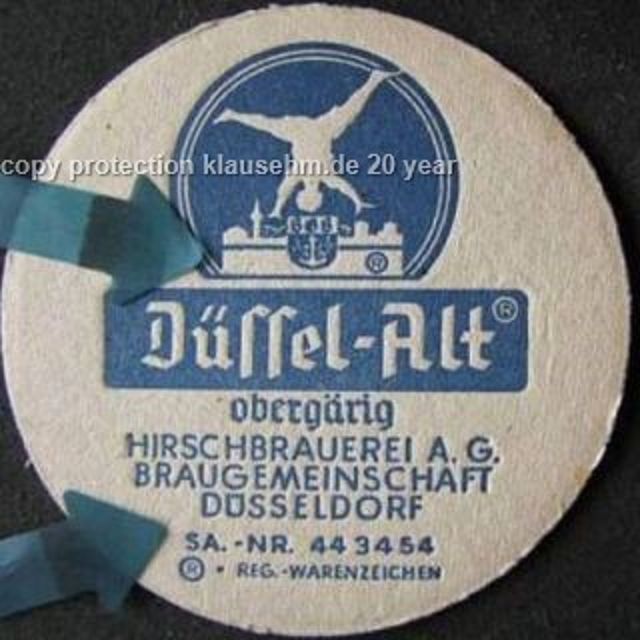 copy protection klausehm.de 20 year
®
Düssel-Alt ®
obergärig
HIRSCHBRAUEREI A. G.
BRAUGEMEINSCHAFT
DÜSSELDORF
SA.-NR. 443454
® • REG.-WARENZEICHEN